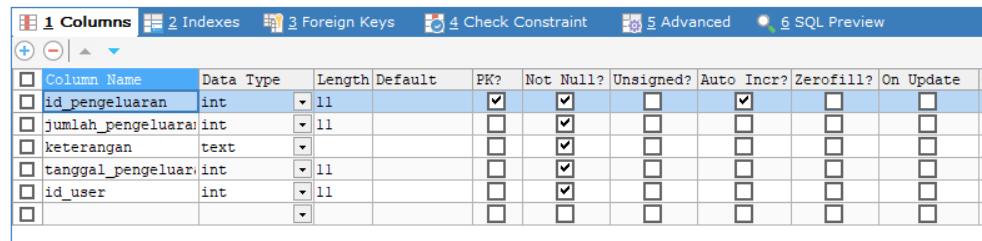 1 Columns 2 Indexes 3 Foreign Keys 4 Check Constraint 5 Advanced 6 SQL Preview
Column Name Data Type Length Default PK? Not Null? Unsigned? Auto Incr? Zerofill? On Update
id_pengeluaran int 11
jumlah_pengeluara int 11
keterangan text
tanggal_pengeluar int 11
id_user int 11